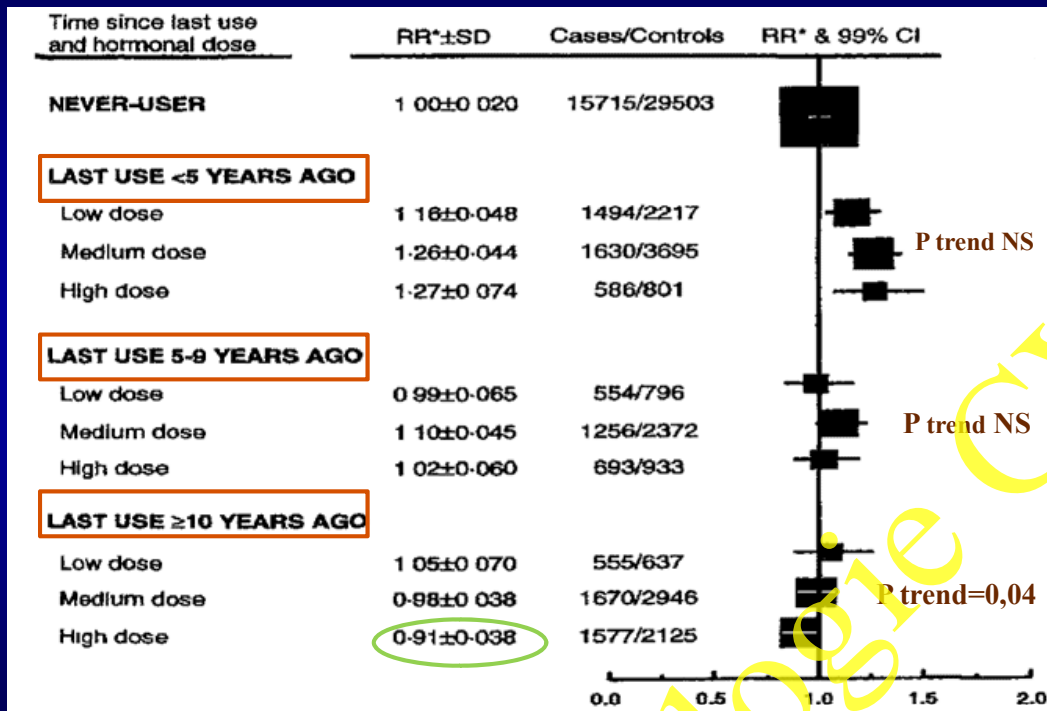 Time since last use and hormonal dose RR*±SD Cases/Controls RR* & 99% CI
NEVER-USER 1 00±0 020 15715/29503
LAST USE <5 YEARS AGO
Low dose 1 16±0·048 1494/2217
P trend NS
Medium dose 1·26±0·044 1630/3695
High dose 1·27±0 074 586/801
LAST USE 5-9 YEARS AGO
Low dose 0 99±0·065 554/796
Medium dose 1 10±0·045 1256/2372 P trend NS
High dose 1 02±0·060 693/933
LAST USE ≥10 YEARS AGO
Low dose 1 05±0 070 555/637
Medium dose 0·98±0 038 1670/2946 P trend=0,04
High dose 0·91±0·038 1577/2125
0.0 0.5 1.0 1.5 2.0
ogie C